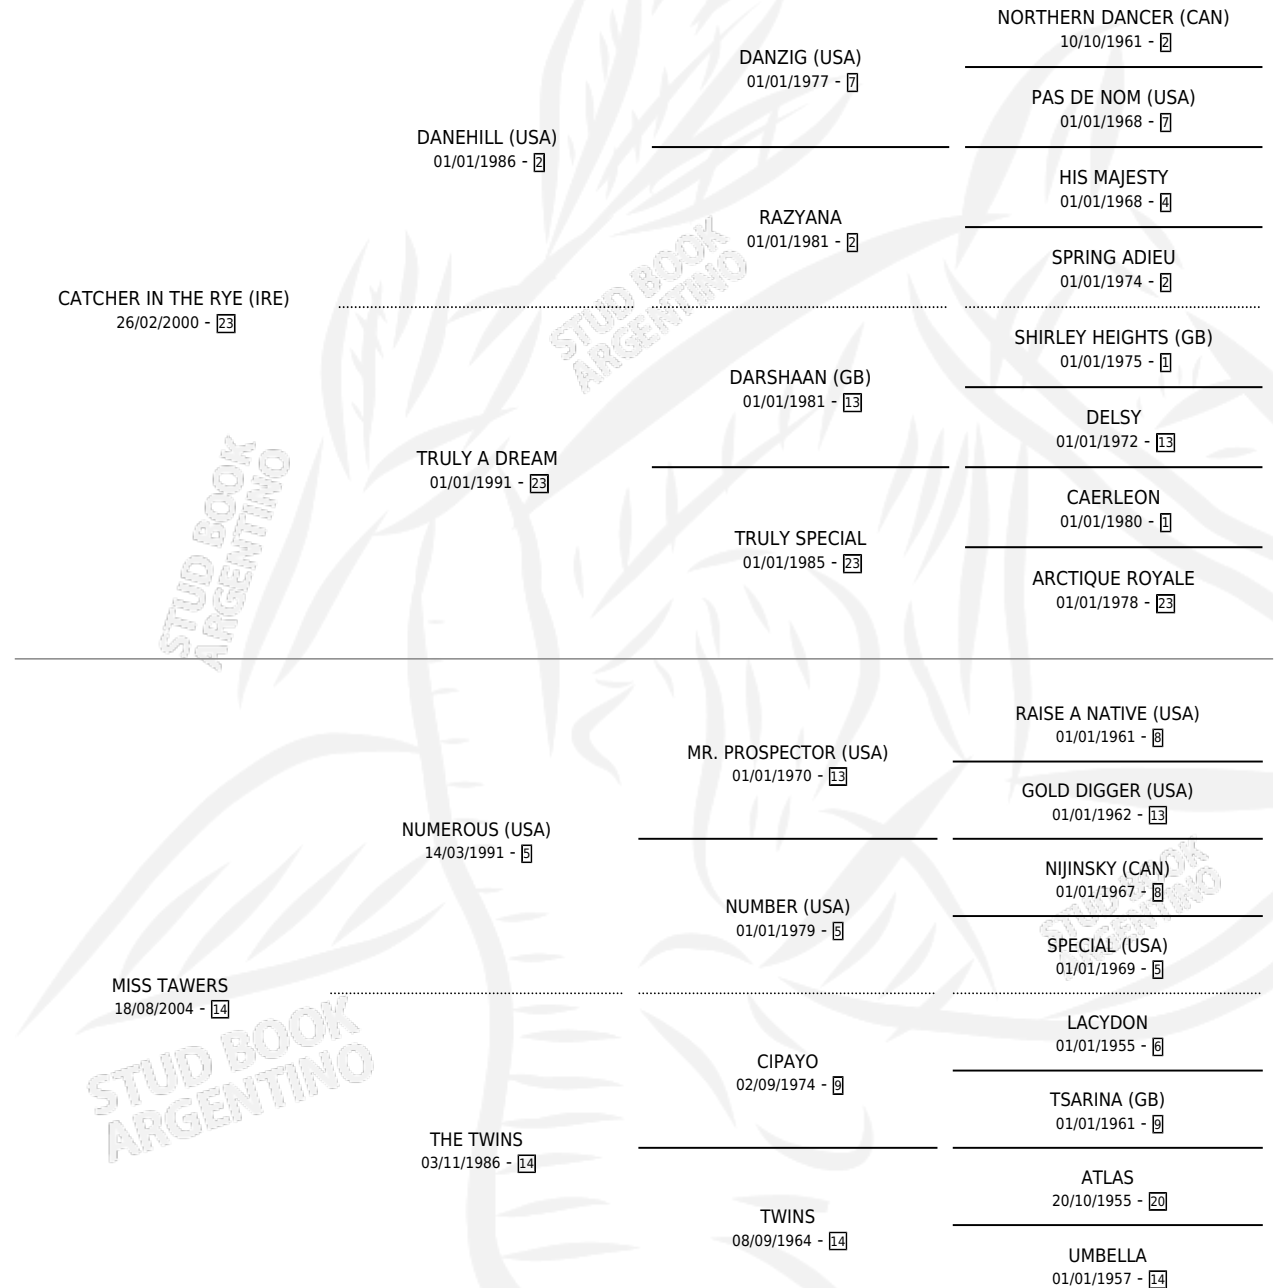 NORTHERN DANCER (CAN)
10/10/1961 - 2
DANZIG (USA)
01/01/1977 - 7
PAS DE NOM (USA)
01/01/1968 - 7
DANEHILL (USA)
01/01/1986 - 2
HIS MAJESTY
01/01/1968 - 4
RAZYANA
01/01/1981 - 2
SPRING ADIEU
01/01/1974 - 2
CATCHER IN THE RYE (IRE)
26/02/2000 - 23
STUD BOOK
ARGENTINO
SHIRLEY HEIGHTS (GB)
01/01/1975 - 1
DARSHAAN (GB)
01/01/1981 - 13
DELSY
01/01/1972 - 13
TRULY A DREAM
01/01/1991 - 23
CAERLEON
01/01/1980 - 1
TRULY SPECIAL
01/01/1985 - 23
ARCTIQUE ROYALE
01/01/1978 - 23
STUD BOOK
ARGENTINO
RAISE A NATIVE (USA)
01/01/1961 - 8
MR. PROSPECTOR (USA)
01/01/1970 - 13
GOLD DIGGER (USA)
01/01/1962 - 13
NUMEROUS (USA)
14/03/1991 - 5
NIJINSKY (CAN)
01/01/1967 - 8
NUMBER (USA)
01/01/1979 - 5
SPECIAL (USA)
01/01/1969 - 5
STUD BOOK
ARGENTINO
MISS TAWERS
18/08/2004 - 14
LACYDON
01/01/1955 - 6
CIPAYO
02/09/1974 - 9
TSARINA (GB)
01/01/1961 - 9
STUD BOOK
ARGENTINO
THE TWINS
03/11/1986 - 14
ATLAS
20/10/1955 - 20
TWINS
08/09/1964 - 14
UMBELLA
01/01/1957 - 14